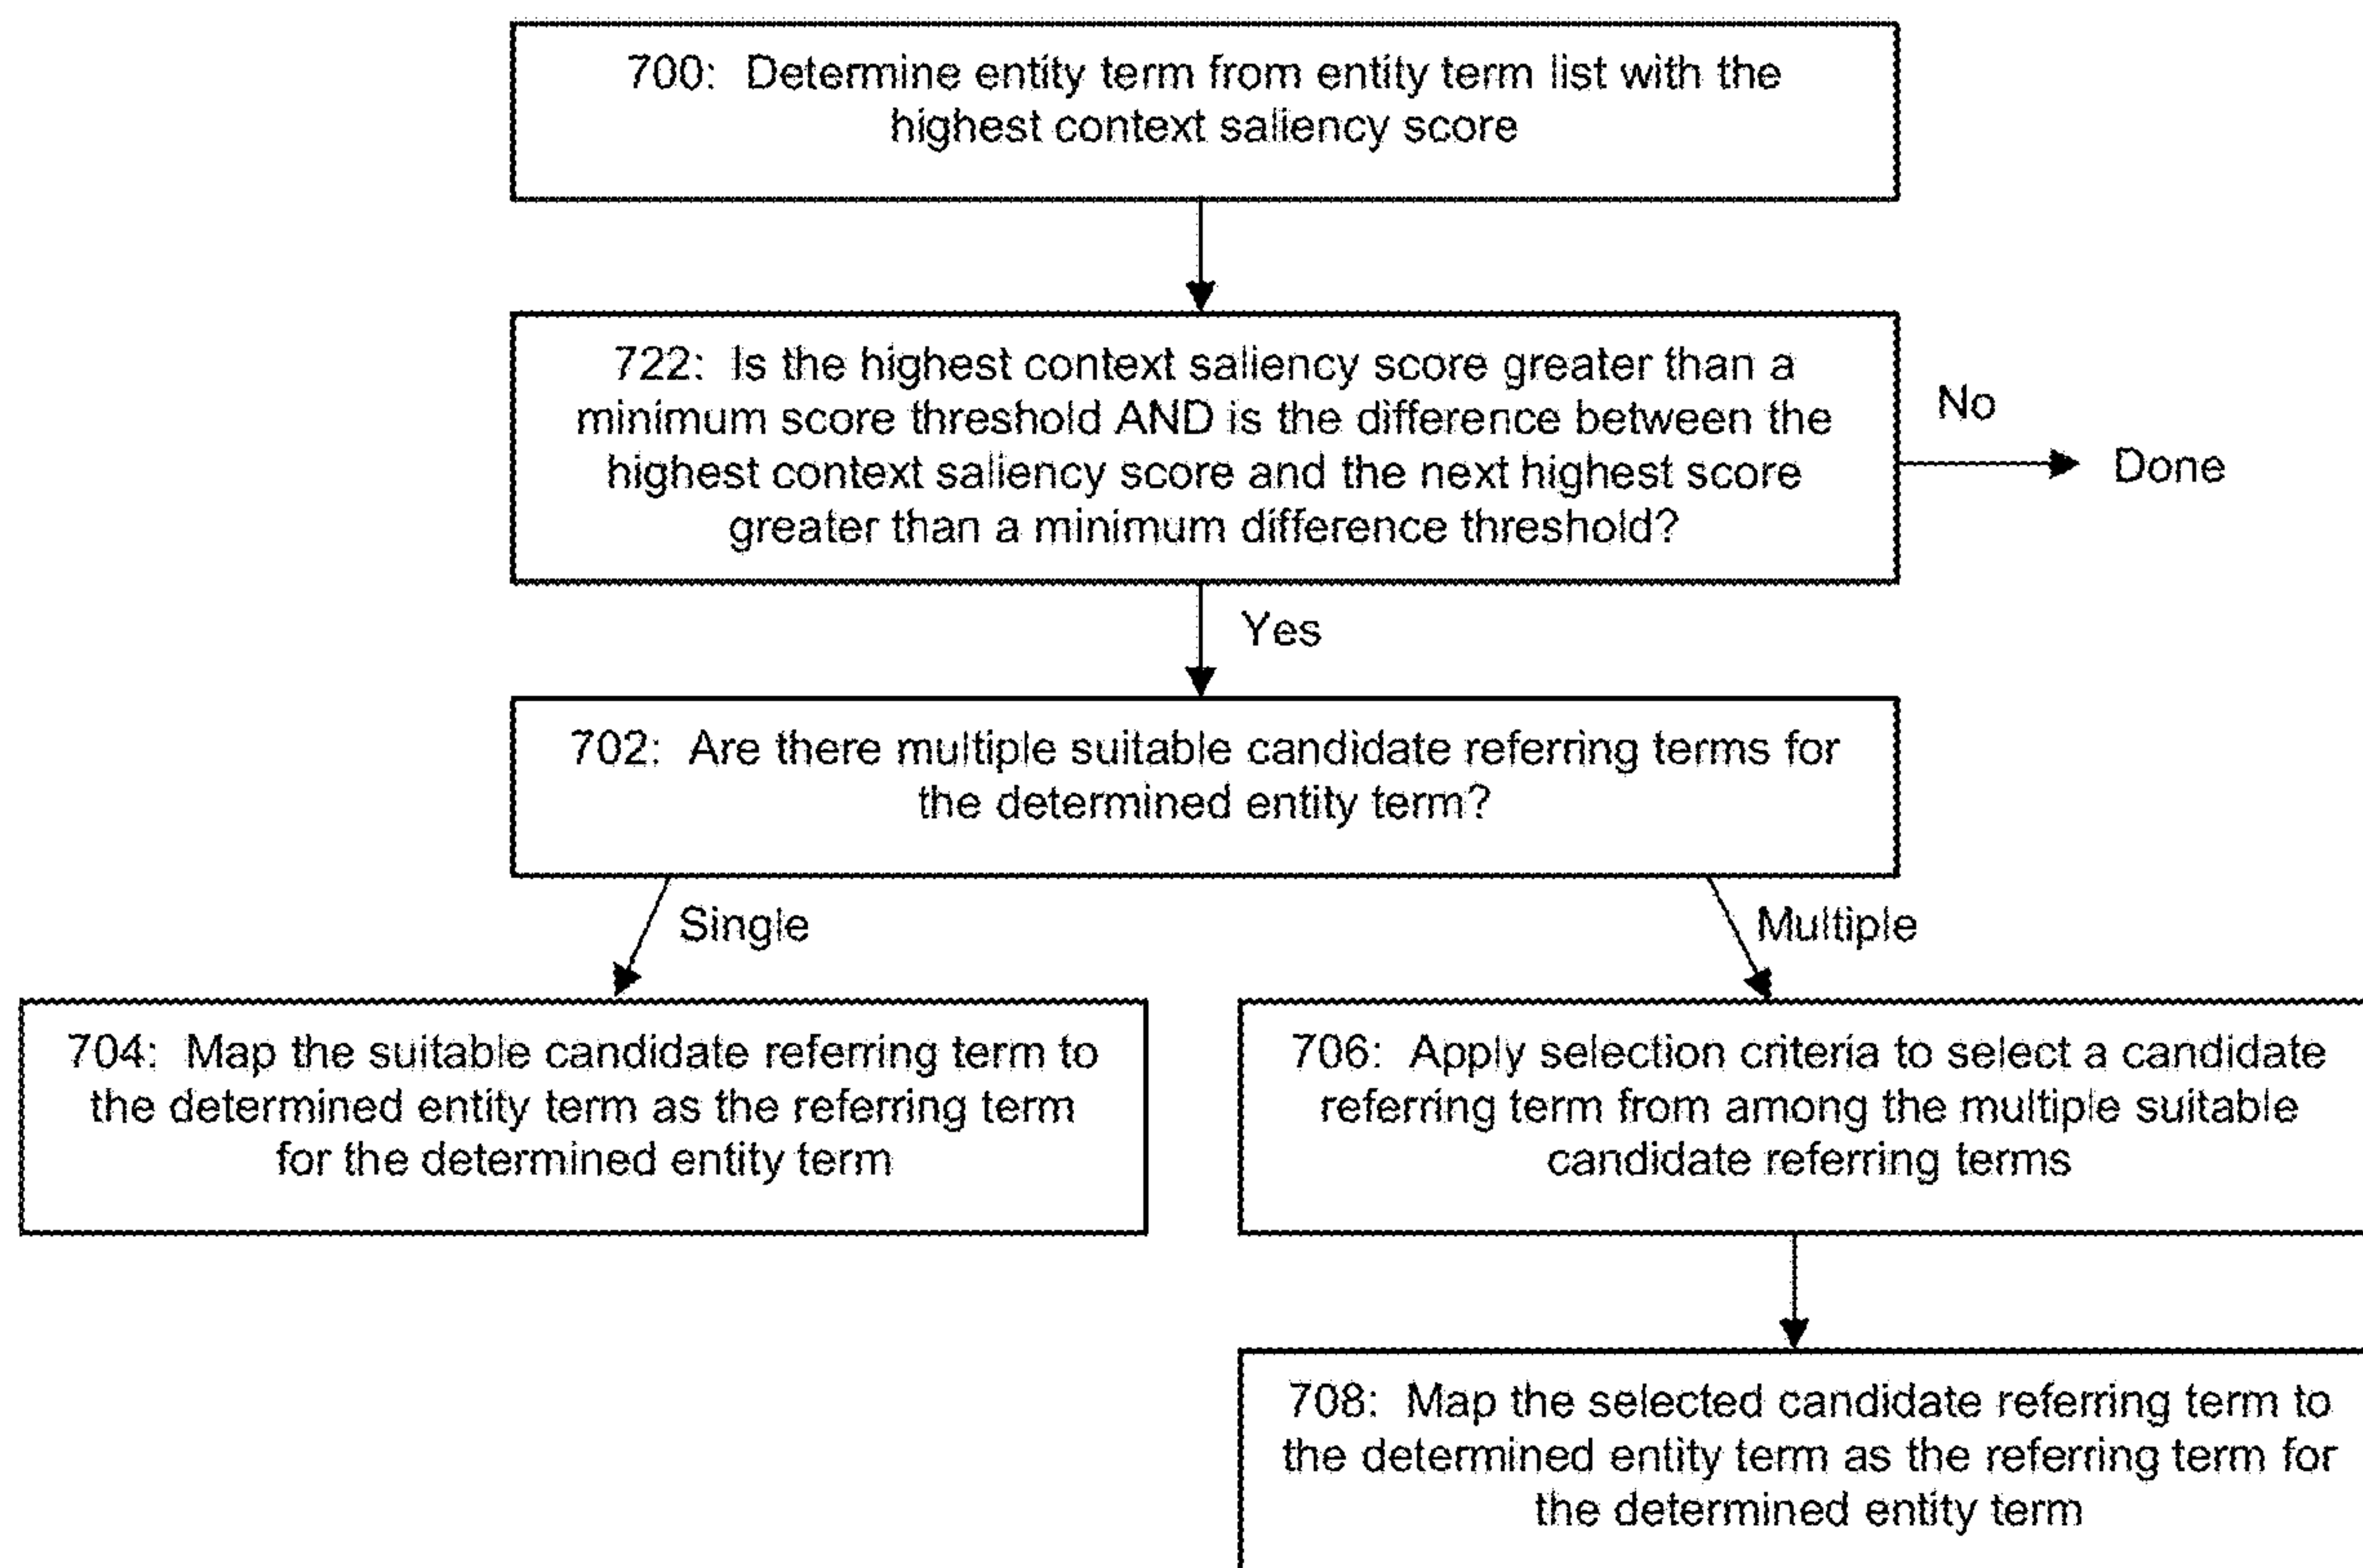 700: Determine entity term from entity term list with the
highest context saliency score
722: Is the highest context saliency score greater than a
minimum score threshold AND is the difference between the
highest context saliency score and the next highest score
greater than a minimum difference threshold?
No
Done
Yes
702: Are there multiple suitable candidate referring terms for
the determined entity term?
Single
Multiple
704: Map the suitable candidate referring term to
the determined entity term as the referring term
for the determined entity term
706: Apply selection criteria to select a candidate
referring term from among the multiple suitable
candidate referring terms
708: Map the selected candidate referring term to
the determined entity term as the referring term for
the determined entity term